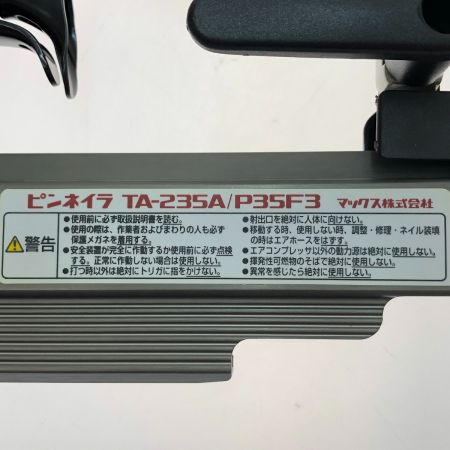 ピンネイラ TA-235A/P35F3 マックス株式会社
警告
●使用前に必ず取扱説明書を読む。
●使用の際は、作業者およびまわりの人も必ず
保護メガネを着用する。
●安全装置が完全に作動するか使用前に必ず点検
する。正常に作動しない場合は使用しない。
●打つ時以外は絶対にトリガに指をかけない。
●射出口を絶対に人体に向けない。
●移動する時、使用しない時、調整・修理・ネイル装填
の時はエアホースをはずす。
●エアコンプレッサ以外の動力源は絶対に使用しない。
●揮発性可燃物のそばで絶対に使用しない。
●異常を感じたら絶対に使用しない。